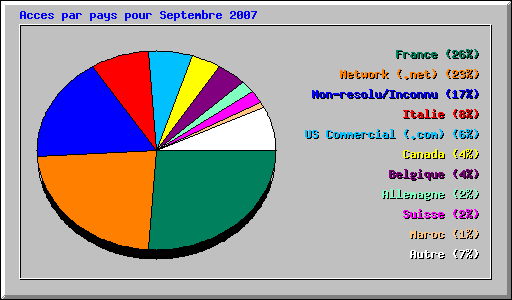 Acces par pays pour Septembre 2007
France (26%)
Network (.net) (23%)
Non-resolu/Inconnu (17%)
Italie (8%)
US Commercial (.com) (6%)
Canada (4%)
Belgique (4%)
Allemagne (2%)
Suisse (2%)
Maroc (1%)
Autre (7%)